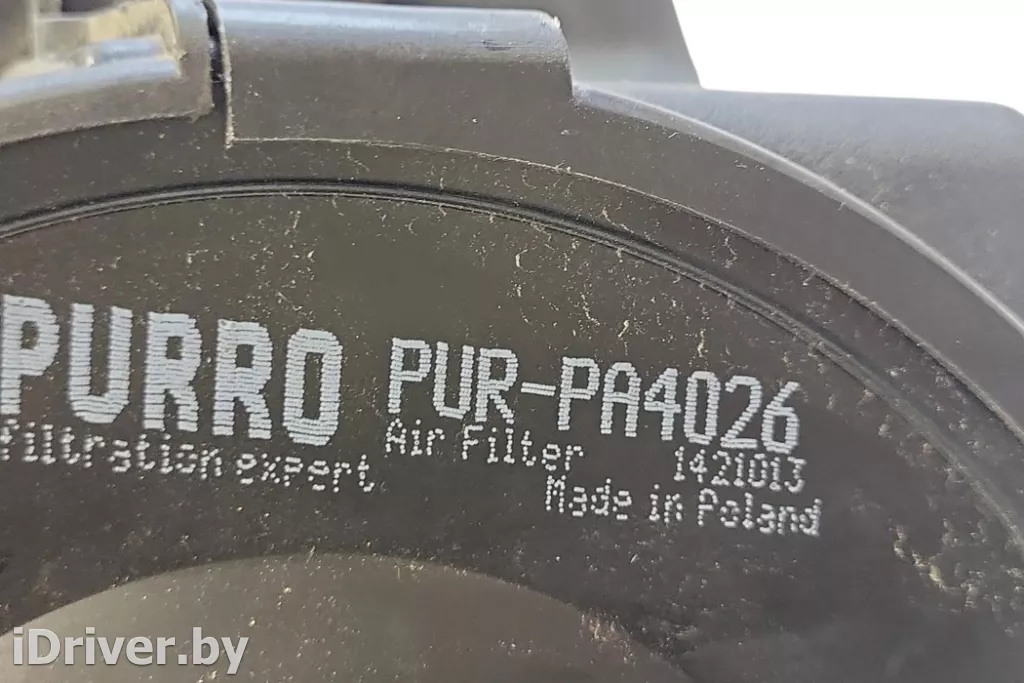 PURRO PUR-PA4026
Filtration expert Air Filter 1421013
Made in Poland
iDriver.by